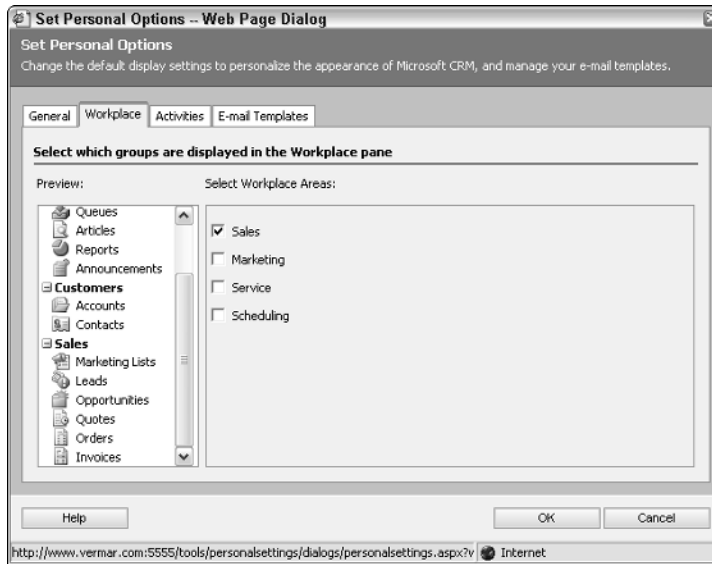 Set Personal Options -- Web Page Dialog
Set Personal Options
Change the default display settings to personalize the appearance of Microsoft CRM, and manage your e-mail templates.
General Workplace Activities E-mail Templates
Select which groups are displayed in the Workplace pane
Preview: Select Workplace Areas:
Queues
Articles
Reports
Announcements
Customers
Accounts
Contacts
Sales
Marketing Lists
Leads
Opportunities
Quotes
Orders
Invoices
Sales
Marketing
Service
Scheduling
Help OK Cancel
http://www.vermar.com:5555/tools/personalsettings/dialogs/personalsettings.aspx?v Internet